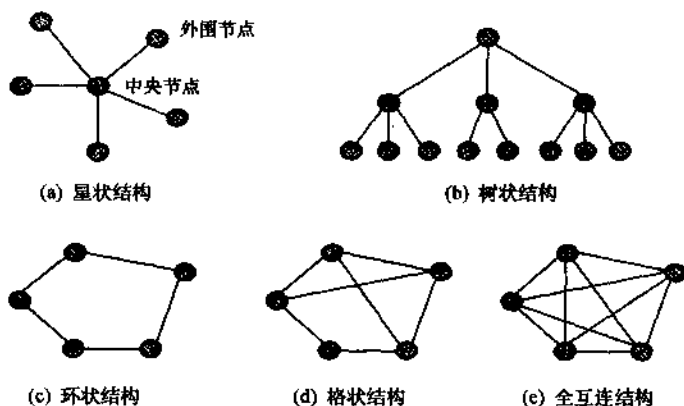 外围节点
中央节点
(a) 星状结构
(b) 树状结构
(c) 环状结构
(d) 格状结构
(e) 全互连结构